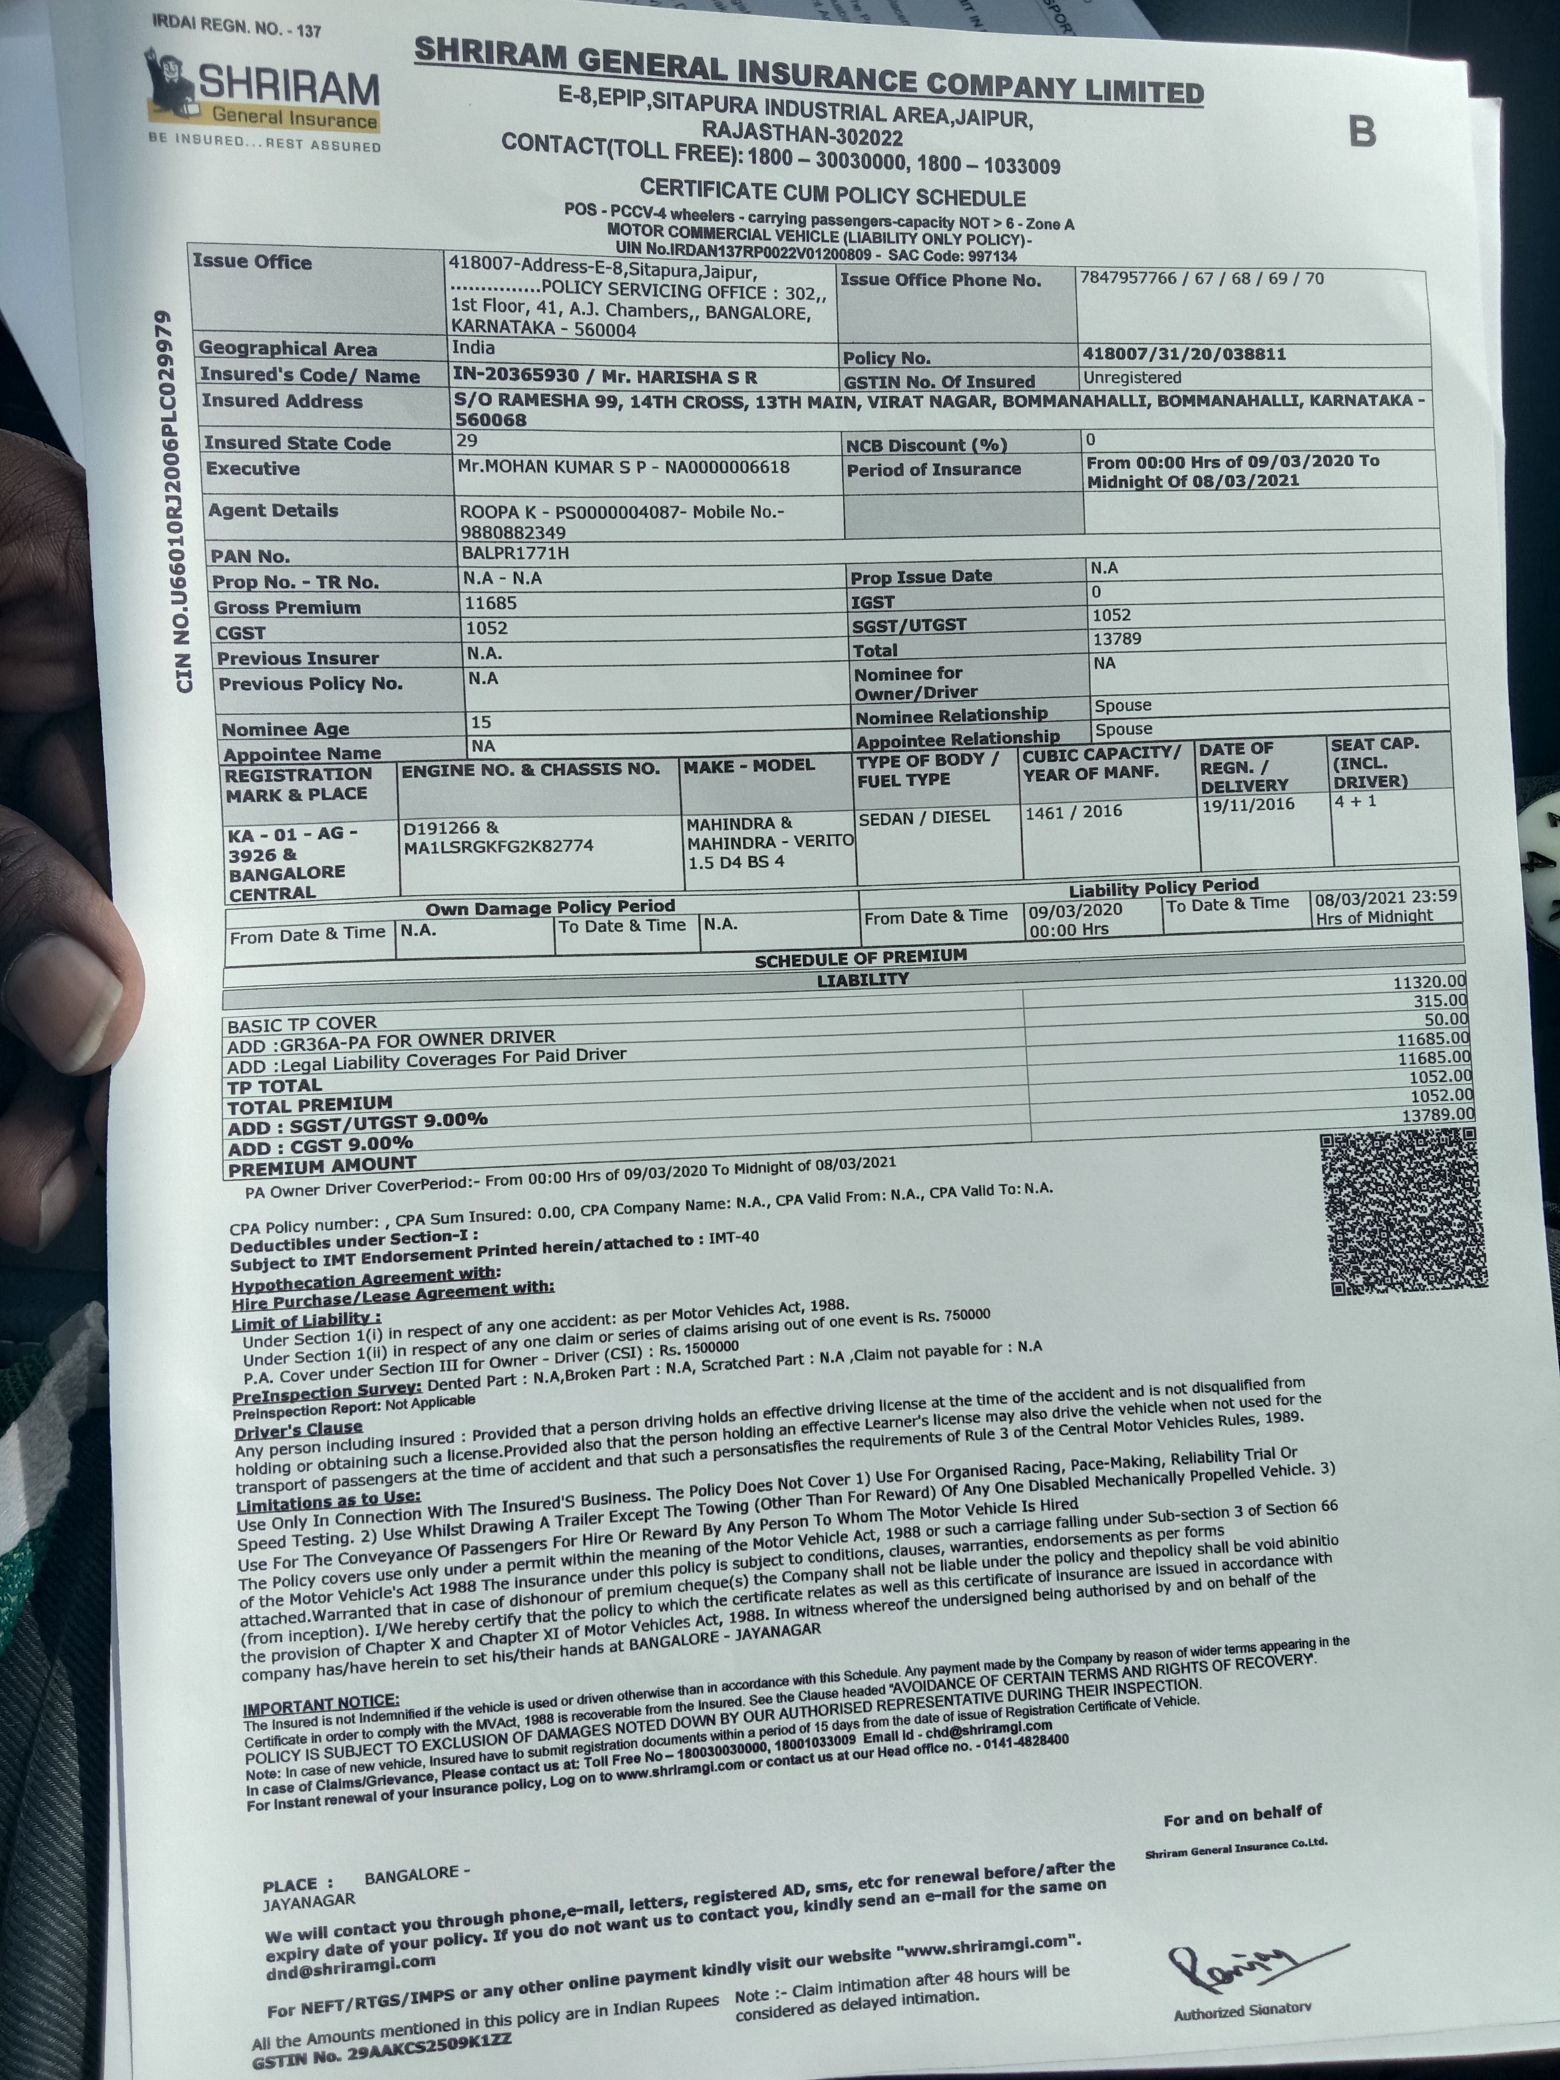 IRDAI REGN. NO. - 137
SHRIRAM
General Insurance
BE INSURED...REST ASSURED
SHRIRAM GENERAL INSURANCE COMPANY LIMITED
E-8,EPIP,SITAPURA INDUSTRIAL AREA,JAIPUR,
RAJASTHAN-302022
CONTACT(TOLL FREE): 1800 – 30030000, 1800 – 1033009
B
CERTIFICATE CUM POLICY SCHEDULE
POS - PCCV-4 wheelers - carrying passengers-capacity NOT > 6 - Zone A
MOTOR COMMERCIAL VEHICLE (LIABILITY ONLY POLICY)-
UIN No.IRDAN137RP0022V01200809 - SAC Code: 997134
CIN NO.U66010RJ2006PLC029979
Issue Office 418007-Address-E-8,Sitapura,Jaipur, Issue Office Phone No. 7847957766 / 67 / 68 / 69 / 70
...............POLICY SERVICING OFFICE : 302,,
1st Floor, 41, A.J. Chambers,, BANGALORE,
KARNATAKA - 560004
Geographical Area India Policy No. 418007/31/20/038811
Insured's Code/ Name IN-20365930 / Mr. HARISHA S R GSTIN No. Of Insured Unregistered
Insured Address S/O RAMESHA 99, 14TH CROSS, 13TH MAIN, VIRAT NAGAR, BOMMANAHALLI, BOMMANAHALLI, KARNATAKA -
560068
Insured State Code 29 NCB Discount (%) 0
Executive Mr.MOHAN KUMAR S P - NA0000006618 Period of Insurance From 00:00 Hrs of 09/03/2020 To
Midnight Of 08/03/2021
Agent Details ROOPA K - PS0000004087- Mobile No.-
9880882349
PAN No. BALPR1771H
Prop No. - TR No. N.A - N.A Prop Issue Date N.A
Gross Premium 11685 IGST 0
CGST 1052 SGST/UTGST 1052
Previous Insurer N.A. Total 13789
Previous Policy No. N.A Nominee for NA
Owner/Driver
Nominee Age 15 Nominee Relationship Spouse
Appointee Name NA Appointee Relationship Spouse
REGISTRATION ENGINE NO. & CHASSIS NO. MAKE - MODEL TYPE OF BODY / CUBIC CAPACITY/ DATE OF SEAT CAP.
MARK & PLACE FUEL TYPE YEAR OF MANF. REGN. / (INCL.
DELIVERY DRIVER)
KA - 01 - AG - D191266 & MAHINDRA & SEDAN / DIESEL 1461 / 2016 19/11/2016 4 + 1
3926 & MA1LSRGKFG2K82774 MAHINDRA - VERITO
BANGALORE 1.5 D4 BS 4
CENTRAL
Own Damage Policy Period Liability Policy Period
From Date & Time N.A. To Date & Time N.A. From Date & Time 09/03/2020 To Date & Time 08/03/2021 23:59
00:00 Hrs Hrs of Midnight
SCHEDULE OF PREMIUM
LIABILITY
BASIC TP COVER 11320.00
ADD :GR36A-PA FOR OWNER DRIVER 315.00
ADD :Legal Liability Coverages For Paid Driver 50.00
TP TOTAL 11685.00
TOTAL PREMIUM 11685.00
ADD : SGST/UTGST 9.00% 1052.00
ADD : CGST 9.00% 1052.00
PREMIUM AMOUNT 13789.00
PA Owner Driver CoverPeriod:- From 00:00 Hrs of 09/03/2020 To Midnight of 08/03/2021
CPA Policy number: , CPA Sum Insured: 0.00, CPA Company Name: N.A., CPA Valid From: N.A., CPA Valid To: N.A.
Deductibles under Section-I :
Subject to IMT Endorsement Printed herein/attached to : IMT-40
Hypothecation Agreement with:
Hire Purchase/Lease Agreement with:
Limit of Liability :
Under Section 1(i) in respect of any one accident: as per Motor Vehicles Act, 1988.
Under Section 1(ii) in respect of any one claim or series of claims arising out of one event is Rs. 750000
P.A. Cover under Section III for Owner - Driver (CSI) : Rs. 1500000
PreInspection Survey: Dented Part : N.A,Broken Part : N.A, Scratched Part : N.A ,Claim not payable for : N.A
PreInspection Report: Not Applicable
Driver's Clause
Any person including insured : Provided that a person driving holds an effective driving license at the time of the accident and is not disqualified from
holding or obtaining such a license.Provided also that the person holding an effective Learner's license may also drive the vehicle when not used for the
transport of passengers at the time of accident and that such a personsatisfies the requirements of Rule 3 of the Central Motor Vehicles Rules, 1989.
Limitations as to Use:
Use Only In Connection With The Insured'S Business. The Policy Does Not Cover 1) Use For Organised Racing, Pace-Making, Reliability Trial Or
Speed Testing. 2) Use Whilst Drawing A Trailer Except The Towing (Other Than For Reward) Of Any One Disabled Mechanically Propelled Vehicle. 3)
Use For The Conveyance Of Passengers For Hire Or Reward By Any Person To Whom The Motor Vehicle Is Hired
The Policy covers use only under a permit within the meaning of the Motor Vehicle Act, 1988 or such a carriage falling under Sub-section 3 of Section 66
of the Motor Vehicle's Act 1988 The insurance under this policy is subject to conditions, clauses, warranties, endorsements as per forms
attached.Warranted that in case of dishonour of premium cheque(s) the Company shall not be liable under the policy and thepolicy shall be void abinitio
(from inception). I/We hereby certify that the policy to which the certificate relates as well as this certificate of insurance are issued in accordance with
the provision of Chapter X and Chapter XI of Motor Vehicles Act, 1988. In witness whereof the undersigned being authorised by and on behalf of the
company has/have herein to set his/their hands at BANGALORE - JAYANAGAR
IMPORTANT NOTICE:
The Insured is not Indemnified if the vehicle is used or driven otherwise than in accordance with this Schedule. Any payment made by the Company by reason of wider terms appearing in the
Certificate in order to comply with the MVAct, 1988 is recoverable from the Insured. See the Clause headed "AVOIDANCE OF CERTAIN TERMS AND RIGHTS OF RECOVERY".
POLICY IS SUBJECT TO EXCLUSION OF DAMAGES NOTED DOWN BY OUR AUTHORISED REPRESENTATIVE DURING THEIR INSPECTION.
Note: In case of new vehicle, Insured have to submit registration documents within a period of 15 days from the date of issue of Registration Certificate of Vehicle.
In case of Claims/Grievance, Please contact us at: Toll Free No – 180030030000, 18001033009 Email Id - chd@shriramgi.com
For Instant renewal of your insurance policy, Log on to www.shriramgi.com or contact us at our Head office no. - 0141-4828400
For and on behalf of
Shriram General Insurance Co.Ltd.
PLACE : BANGALORE -
JAYANAGAR
We will contact you through phone,e-mail, letters, registered AD, sms, etc for renewal before/after the
expiry date of your policy. If you do not want us to contact you, kindly send an e-mail for the same on
dnd@shriramgi.com
For NEFT/RTGS/IMPS or any other online payment kindly visit our website "www.shriramgi.com".
All the Amounts mentioned in this policy are in Indian Rupees Note :- Claim intimation after 48 hours will be
considered as delayed intimation.
GSTIN No. 29AAKCS2509K1ZZ
Authorized Signatory